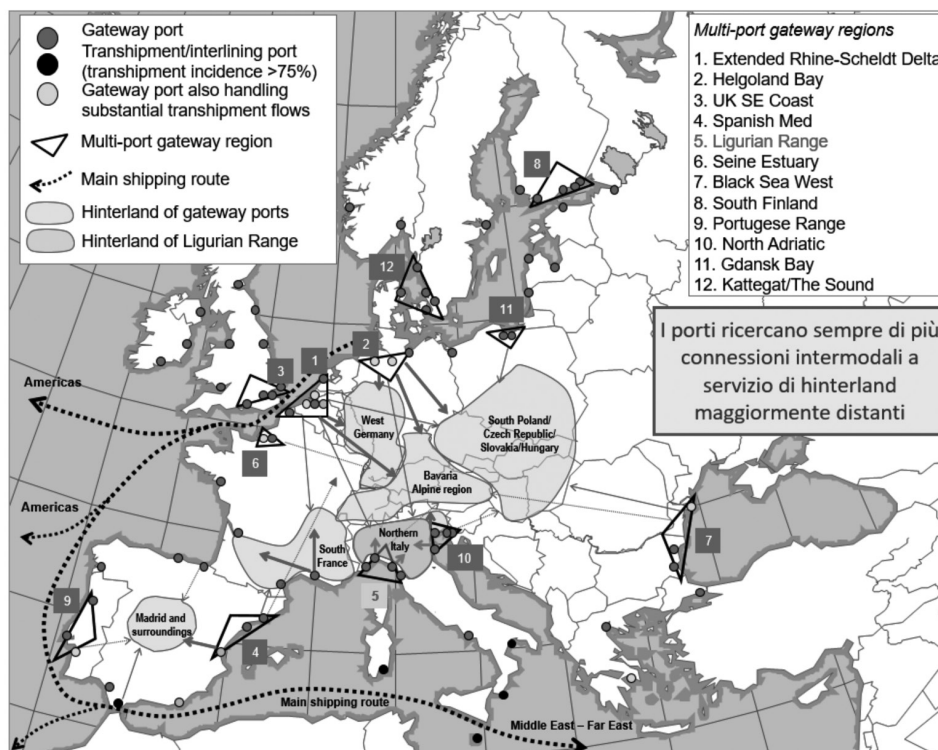 Gateway port
Transhipment/interlining port
(transhipment incidence >75%)
Gateway port also handling
substantial transhipment flows
Multi-port gateway region
Main shipping route
Hinterland of gateway ports
Hinterland of Ligurian Range
Multi-port gateway regions
1. Extended Rhine-Scheldt Delta
2. Helgoland Bay
3. UK SE Coast
4. Spanish Med
5. Ligurian Range
6. Seine Estuary
7. Black Sea West
8. South Finland
9. Portugese Range
10. North Adriatic
11. Gdansk Bay
12. Kattegat/The Sound
I porti ricercano sempre di più
connessioni intermodali a
servizio di hinterland
maggiormente distanti
8
12
11
2
1
3
Americas
West
Germany
South Poland/
Czech Republic/
Slovakia/Hungary
6
Bavaria
Alpine region
Americas
Northern
Italy
South
France
10
7
5
9
Madrid and
surroundings
4
Main shipping route
Middle East – Far East